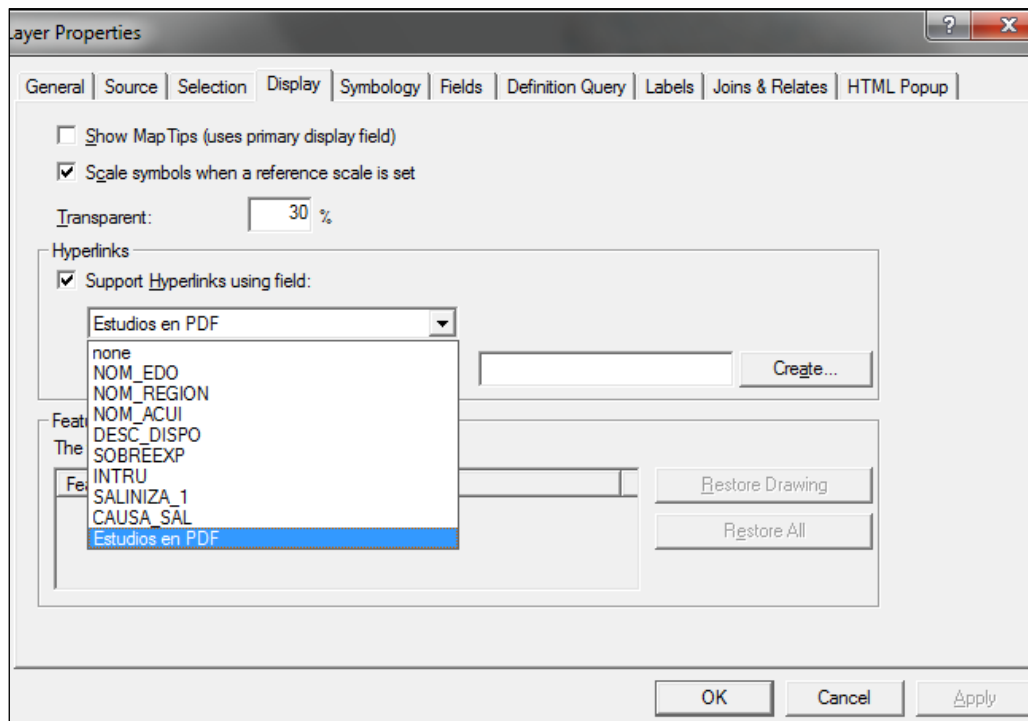 ayer Properties
General Source Selection Display Symbology Fields Definition Query Labels Joins & Relates HTML Popup
Show MapTips (uses primary display field)
Scale symbols when a reference scale is set
Transparent: 30 %
Hyperlinks
Support Hyperlinks using field:
Estudios en PDF
none
NOM_EDO
NOM_REGION
Create...
NOM_ACUI
DESC_DISPO
SOBREEXP
INTRU
SALINIZA_1
CAUSA_SAL
Estudios en PDF
Featu
The
Fea
Restore Drawing
Restore All
OK Cancel Apply